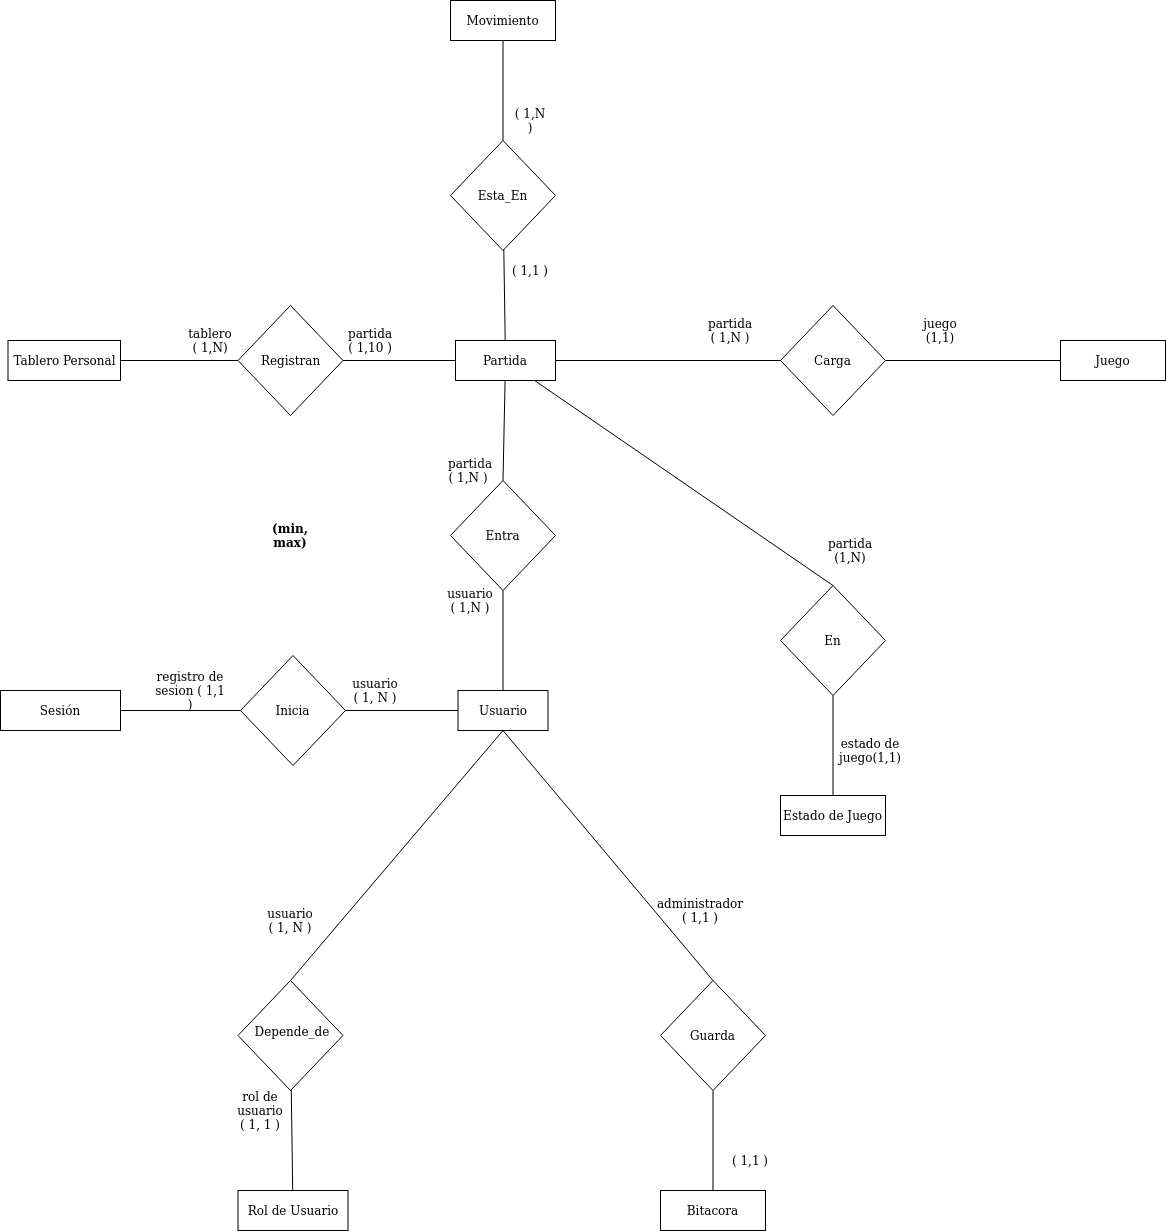 Movimiento
( 1,N
)
Esta_En
( 1,1 )
tablero
( 1,N)
partida
( 1,10 )
partida
( 1,N )
juego
(1,1)
Tablero Personal
Registran
Partida
Carga
Juego
partida
( 1,N )
(min,
max)
Entra
partida
(1,N)
usuario
( 1,N )
En
registro de
sesion ( 1,1
)
usuario
( 1, N )
Sesión
Inicia
Usuario
estado de
juego(1,1)
Estado de Juego
usuario
( 1, N )
administrador
( 1,1 )
Depende_de
Guarda
rol de
usuario
( 1, 1 )
( 1,1 )
Rol de Usuario
Bitacora